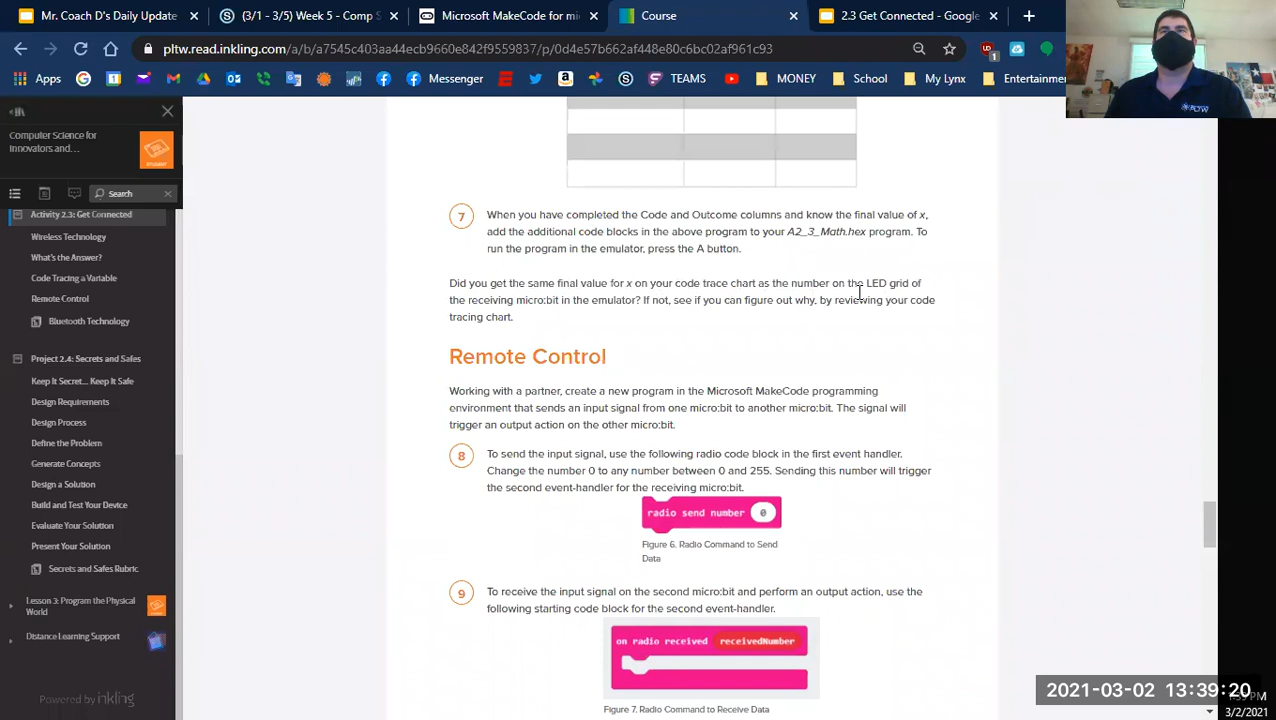 Mr. Couch's Day - M
(3/1 - 3/5) Week 5 - Comp S
Microsoft MakeCode for mi
Course
2.3 Get Connected - Google
pltw.read.inkling.com/a/b/a7545c403aa44ecb9660e8732f9559837/p/0d4e57b662af448e80c6bc02af961c93
Apps
TEAMS
MONEY
School
My Lynx
Entertainme
Messenger
Computer Science for
Innovators and…
STUDENT
Search
Activity 2.3: Get Connected
Wireless Technology
What's the Answer?
Code Tracing a Variable
Remote Control
Bluetooth Technology
Project 2.4: Secrets and Safes
Keep It Secret... Keep It Safe
Design Requirements
Design Process
Define the Problem
Generate Concepts
Design a Solution
Build and Test Your Device
Evaluate Your Solution
Present Your Solution
Secrets and Safes Rubric
Lesson 3: Program the Physical
World
Distance Learning Support
Powered by inkling
7
When you have completed the Code and Outcome columns and know the final value of x,
add the additional code blocks in the above program to your A2_3_Math.hex program. To
run the program in the emulator, press the A button.
Did you get the same final value for x on your code trace chart as the number on the LED grid of
the receiving micro:bit in the emulator? If not, see if you can figure out why, by reviewing your code
tracing chart.
Remote Control
Working with a partner, create a new program in the Microsoft MakeCode programming
environment that sends an input signal from one micro:bit to another micro:bit. The signal will
trigger an output action on the other micro:bit.
8
To send the input signal, use the following radio code block in the first event handler.
Change the number 0 to any number between 0 and 255. Sending this number will trigger
the second event-handler for the receiving micro:bit.
radio send number 0
Figure 6. Radio Command to Send
Data
9
To receive the input signal on the second micro:bit and perform an output action, use the
following starting code block for the second event-handler.
on radio received receivedNumber
Figure 7. Radio Command to Receive Data
PLTW
2021-03-02 13:39:20
3/2/2021